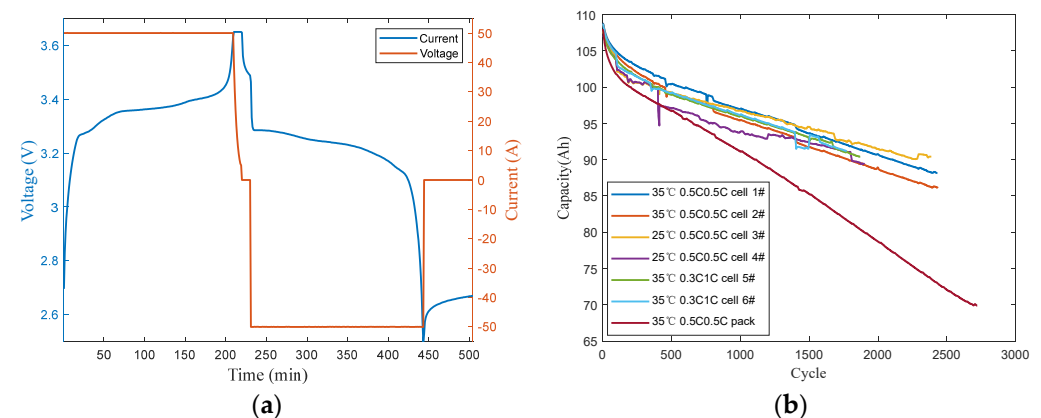 3.6
3.4
3.2
3
2.8
2.6
Voltage (V)
50
40
30
20
10
0
-10
-20
-30
-40
-50
Current (A)
Current
Voltage
50 100 150 200 250 300 350 400 450 500
Time (min)
(a)
110
105
100
95
90
85
80
75
70
65
Capacity(Ah)
35℃ 0.5C0.5C cell 1#
35℃ 0.5C0.5C cell 2#
25℃ 0.5C0.5C cell 3#
25℃ 0.5C0.5C cell 4#
35℃ 0.3C1C cell 5#
35℃ 0.3C1C cell 6#
35℃ 0.5C0.5C pack
0 500 1000 1500 2000 2500 3000
Cycle
(b)